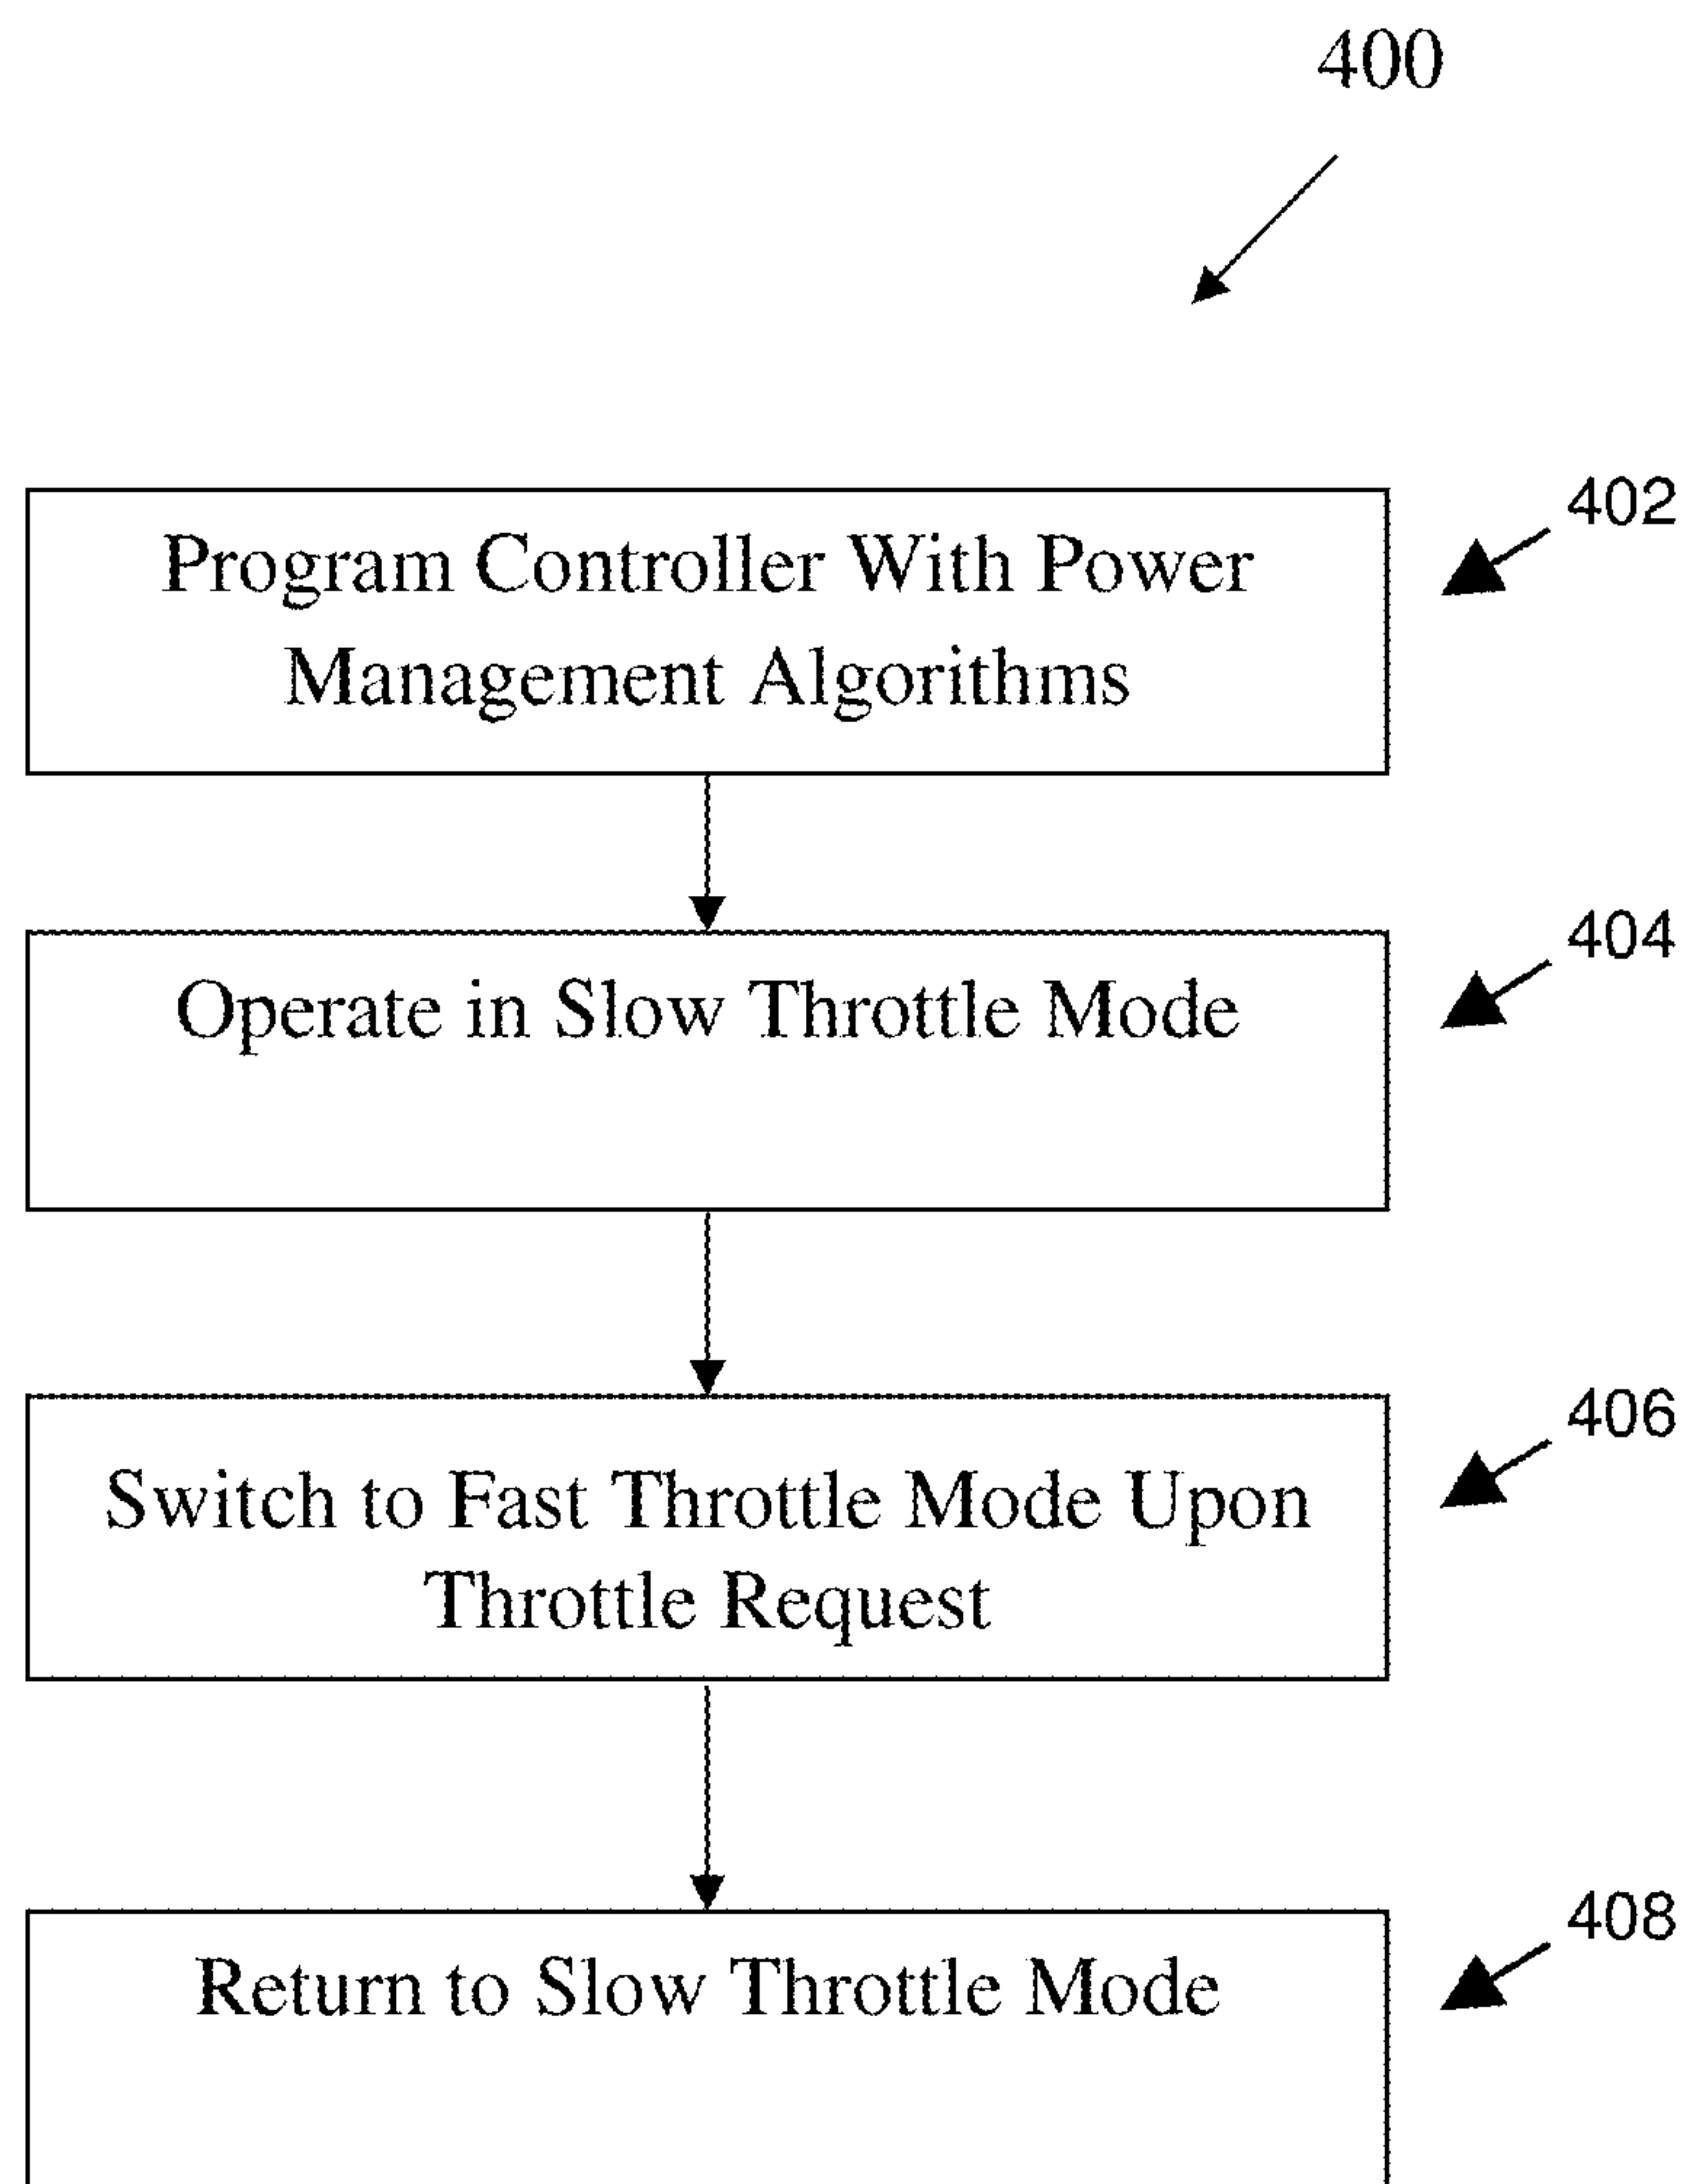 400
402
Program Controller With Power
Management Algorithms
404
Operate in Slow Throttle Mode
406
Switch to Fast Throttle Mode Upon
Throttle Request
408
Return to Slow Throttle Mode